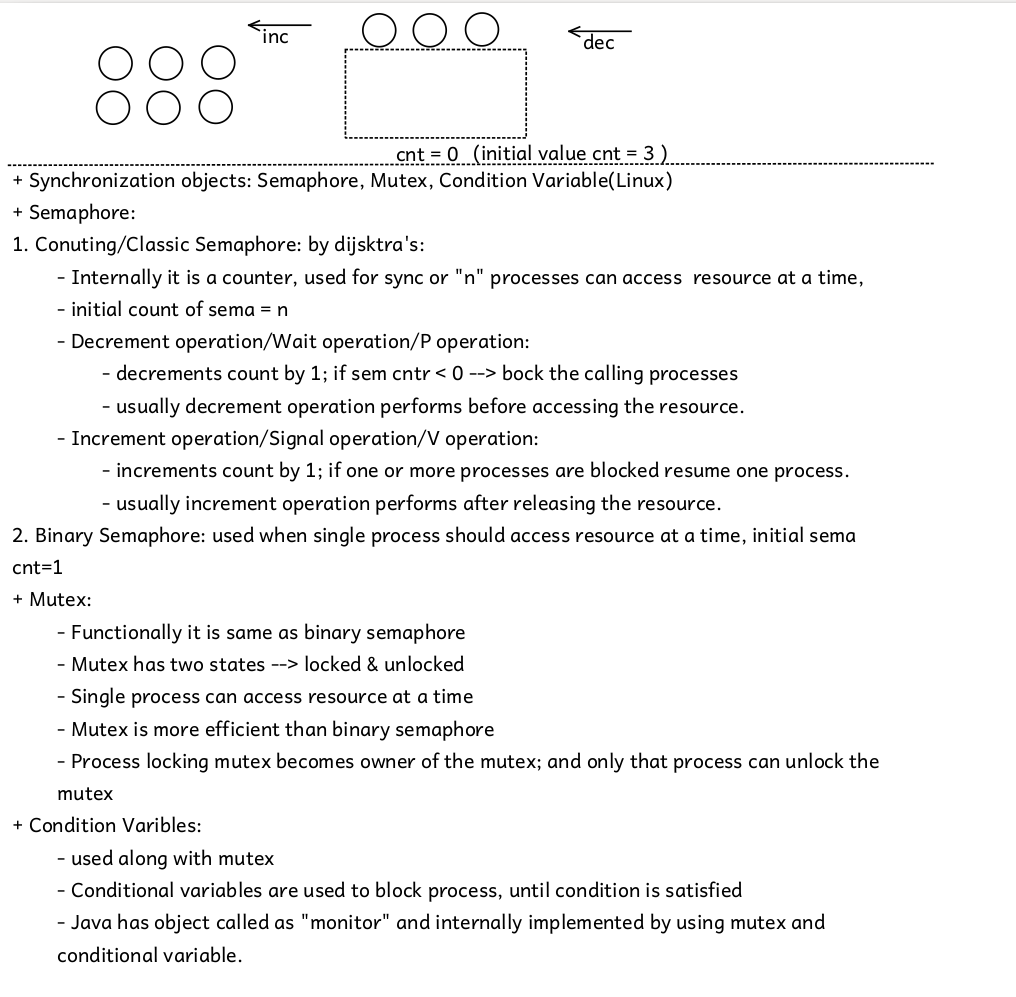 inc
dec
cnt = 0  (initial value cnt = 3 )
+ Synchronization objects: Semaphore, Mutex, Condition Variable(Linux)
+ Semaphore:
1. Conuting/Classic Semaphore: by dijsktra's:
- Internally it is a counter, used for sync or "n" processes can access  resource at a time,
- initial count of sema = n
- Decrement operation/Wait operation/P operation:
- decrements count by 1; if sem cntr < 0 --> bock the calling processes
- usually decrement operation performs before accessing the resource.
- Increment operation/Signal operation/V operation:
- increments count by 1; if one or more processes are blocked resume one process.
- usually increment operation performs after releasing the resource.
2. Binary Semaphore: used when single process should access resource at a time, initial sema
cnt=1
+ Mutex:
- Functionally it is same as binary semaphore
- Mutex has two states --> locked & unlocked
- Single process can access resource at a time
- Mutex is more efficient than binary semaphore
- Process locking mutex becomes owner of the mutex; and only that process can unlock the
mutex
+ Condition Varibles:
- used along with mutex
- Conditional variables are used to block process, until condition is satisfied
- Java has object called as "monitor" and internally implemented by using mutex and
conditional variable.